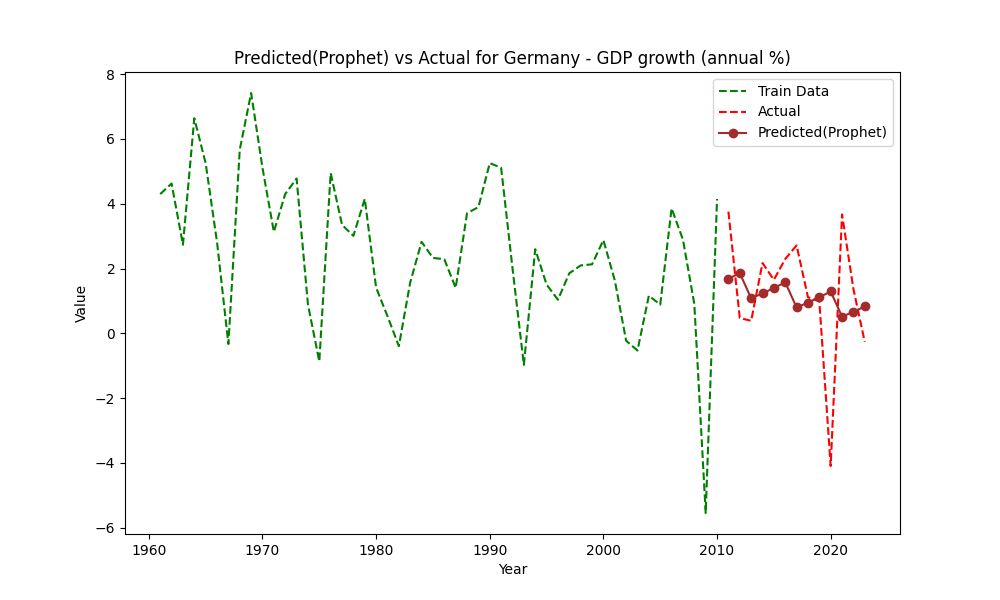 Predicted(Prophet) vs Actual for Germany - GDP growth (annual %)
Train Data
Actual
Predicted(Prophet)
Value
8
6
4
2
0
−2
−4
−6
1960 1970 1980 1990 2000 2010 2020
Year